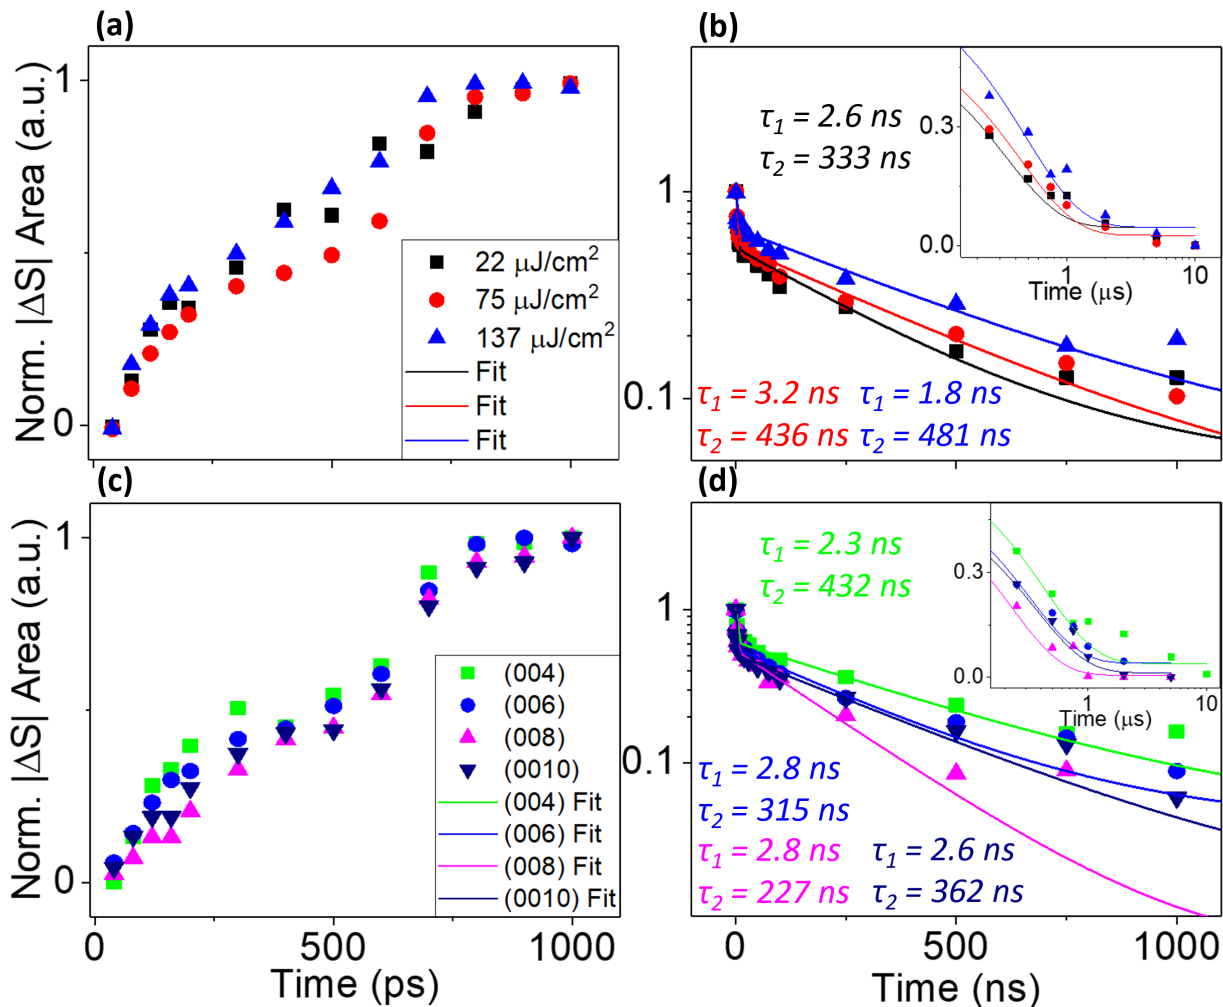 (a)
Norm. |ΔS| Area (a.u.)
1
0
22 μJ/cm²
75 μJ/cm²
137 μJ/cm²
Fit
Fit
Fit
(b)
τ₁ = 2.6 ns
τ₂ = 333 ns
1
0.1
τ₁ = 3.2 ns
τ₂ = 436 ns
τ₁ = 1.8 ns
τ₂ = 481 ns
0.3
0.0
1
10
Time (μs)
(c)
Norm. |ΔS| Area (a.u.)
1
0
(004)
(006)
(008)
(0010)
(004) Fit
(006) Fit
(008) Fit
(0010) Fit
0
500
1000
Time (ps)
(d)
τ₁ = 2.3 ns
τ₂ = 432 ns
1
0.1
τ₁ = 2.8 ns
τ₂ = 315 ns
τ₁ = 2.8 ns
τ₂ = 227 ns
τ₁ = 2.6 ns
τ₂ = 362 ns
0.3
0.0
1
10
Time (μs)
0
500
1000
Time (ns)